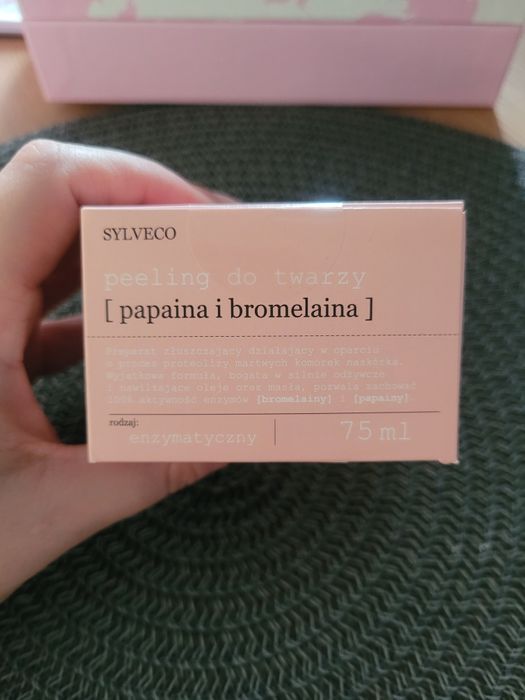 SYLVECO
peeling do twarzy
[ papaina i bromelaina ]
Preparat złuszczający działający w oparciu
o proces proteolizy martwych komórek naskórka.
Wyjątkowa formuła, bogata w silnie odżywcze
i nawilżające oleje oraz masła, pozwala zachować
100% aktywność enzymów [bromelainy] i [papainy].
rodzaj:
enzymatyczny
75 ml